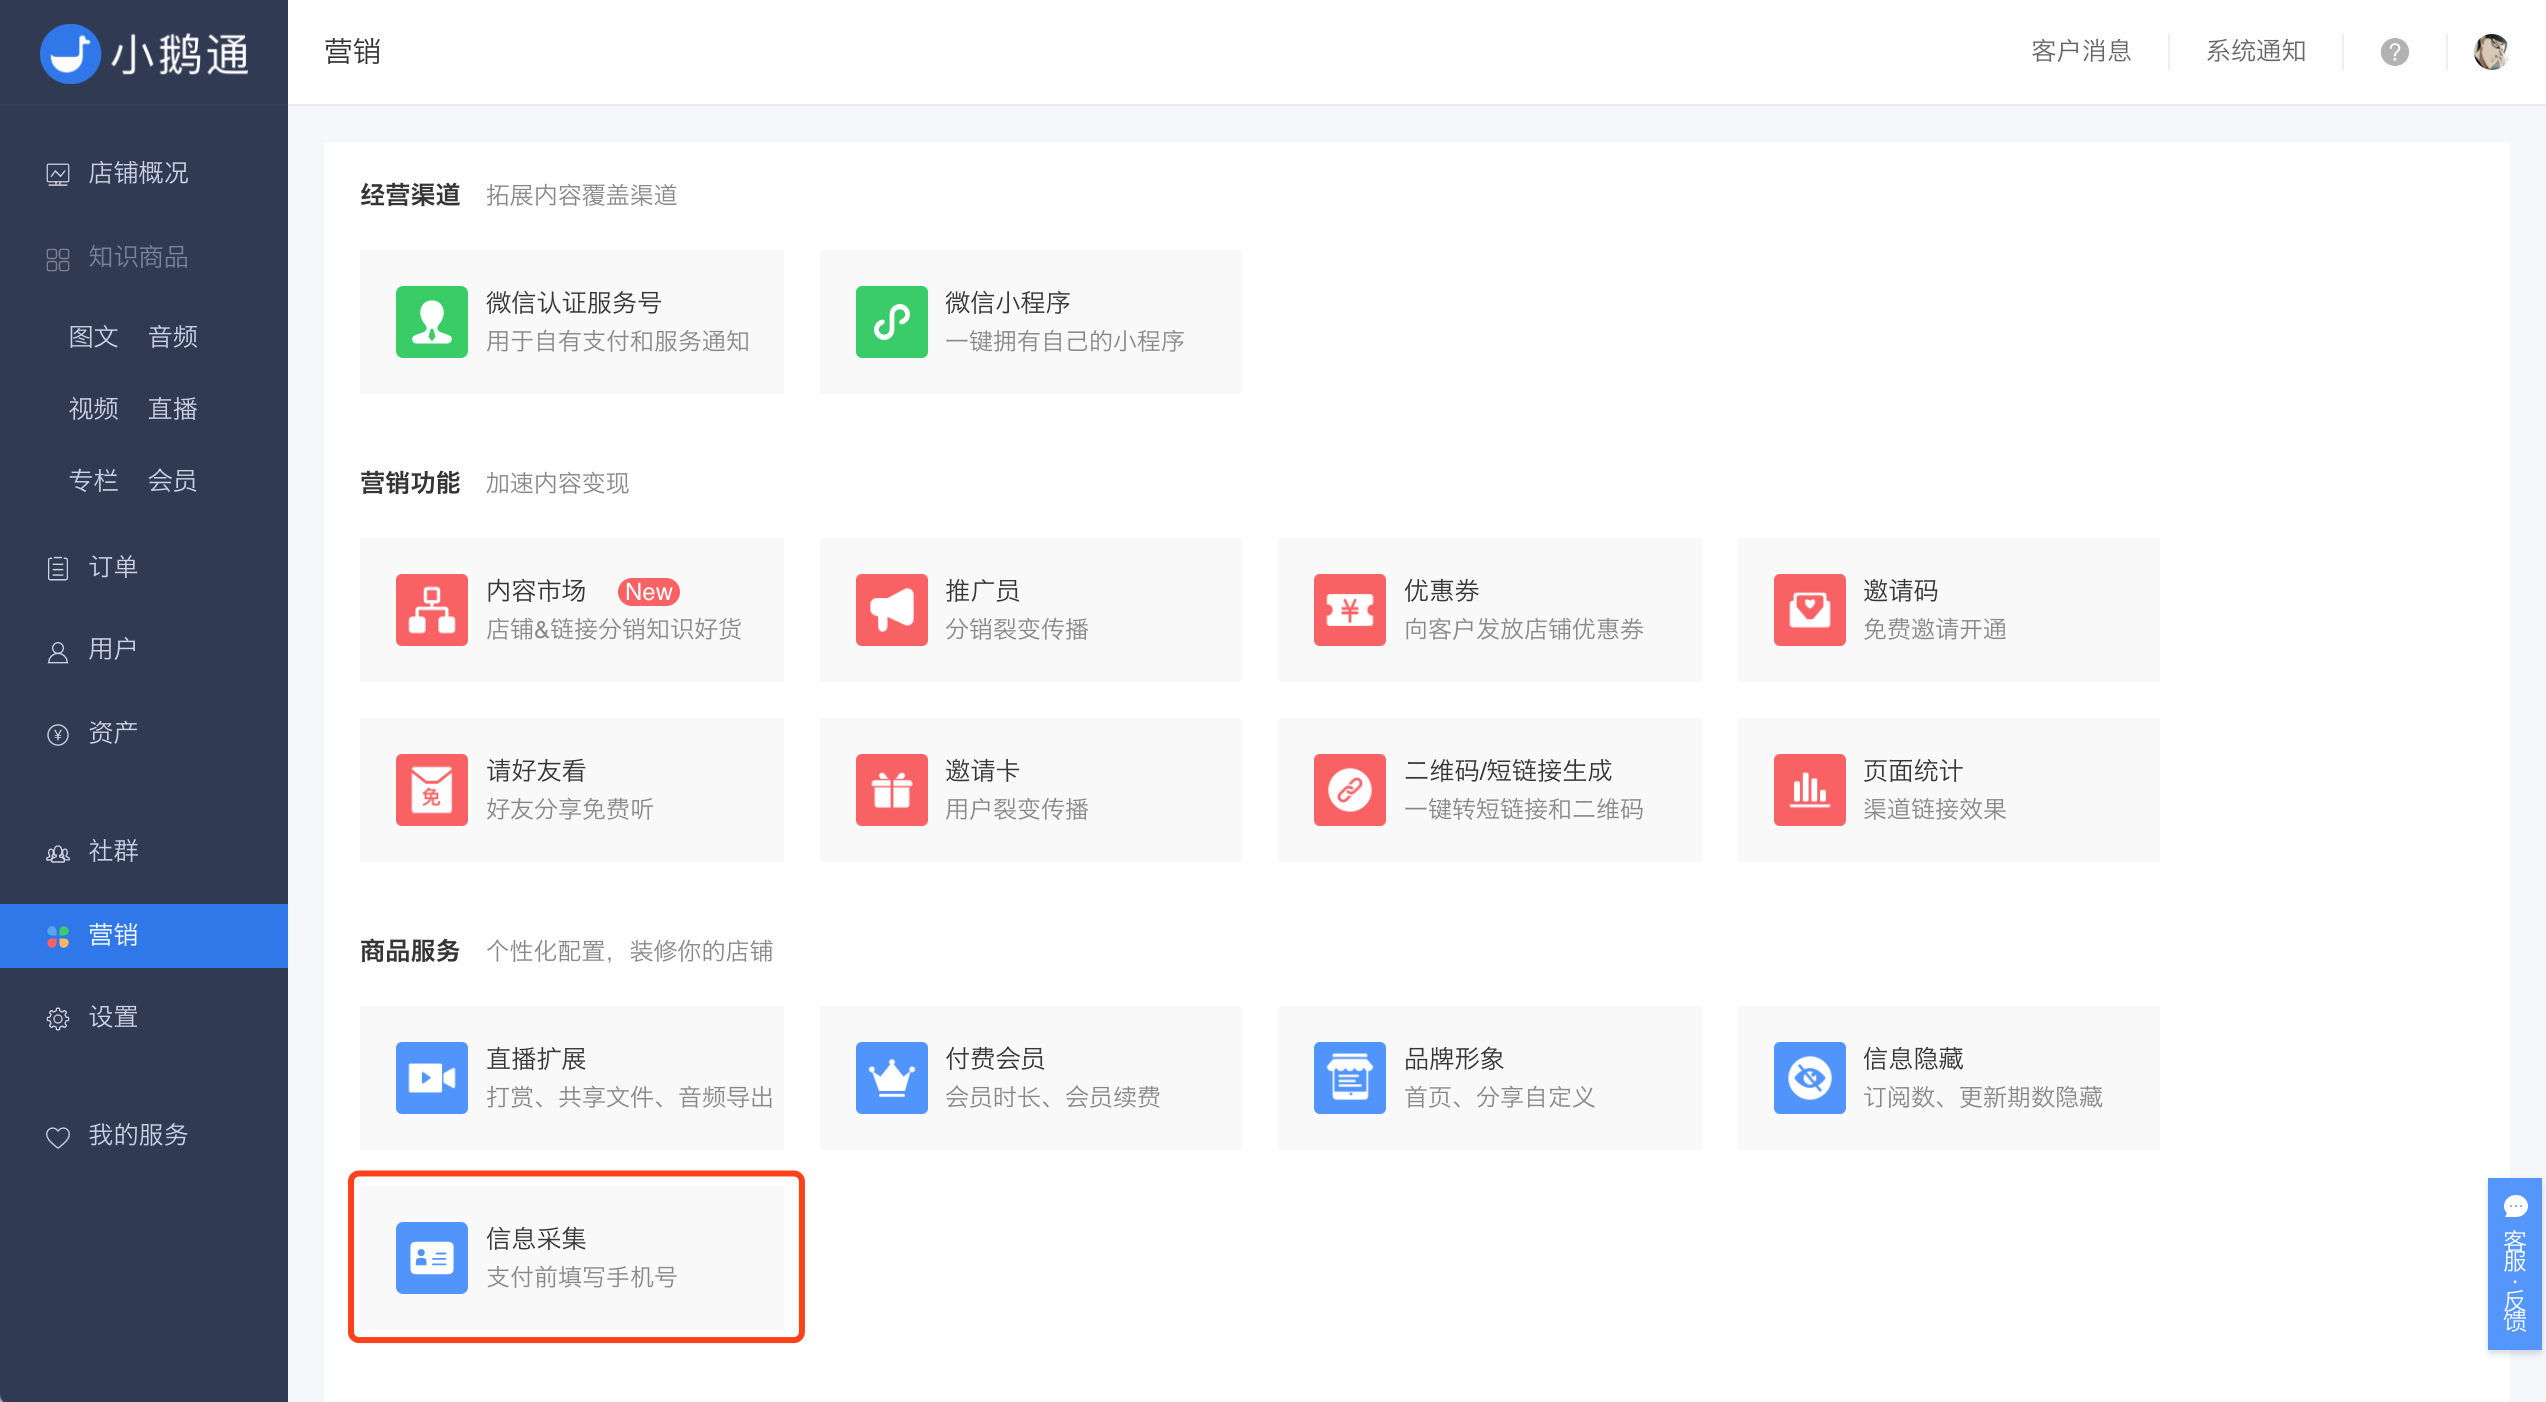 小鹅通
营销
客户消息
系统通知
?
店铺概况
知识商品
图文 音频
视频 直播
专栏 会员
订单
用户
¥ 资产
社群
营销
设置
我的服务
经营渠道 拓展内容覆盖渠道
微信认证服务号
用于自有支付和服务通知
微信小程序
一键拥有自己的小程序
营销功能 加速内容变现
内容市场 New
店铺&链接分销知识好货
推广员
分销裂变传播
¥
优惠券
向客户发放店铺优惠券
邀请码
免费邀请开通
免
请好友看
好友分享免费听
邀请卡
用户裂变传播
二维码/短链接生成
一键转短链接和二维码
页面统计
渠道链接效果
商品服务 个性化配置，装修你的店铺
直播扩展
打赏、共享文件、音频导出
付费会员
会员时长、会员续费
品牌形象
首页、分享自定义
信息隐藏
订阅数、更新期数隐藏
信息采集
支付前填写手机号
客服·反馈